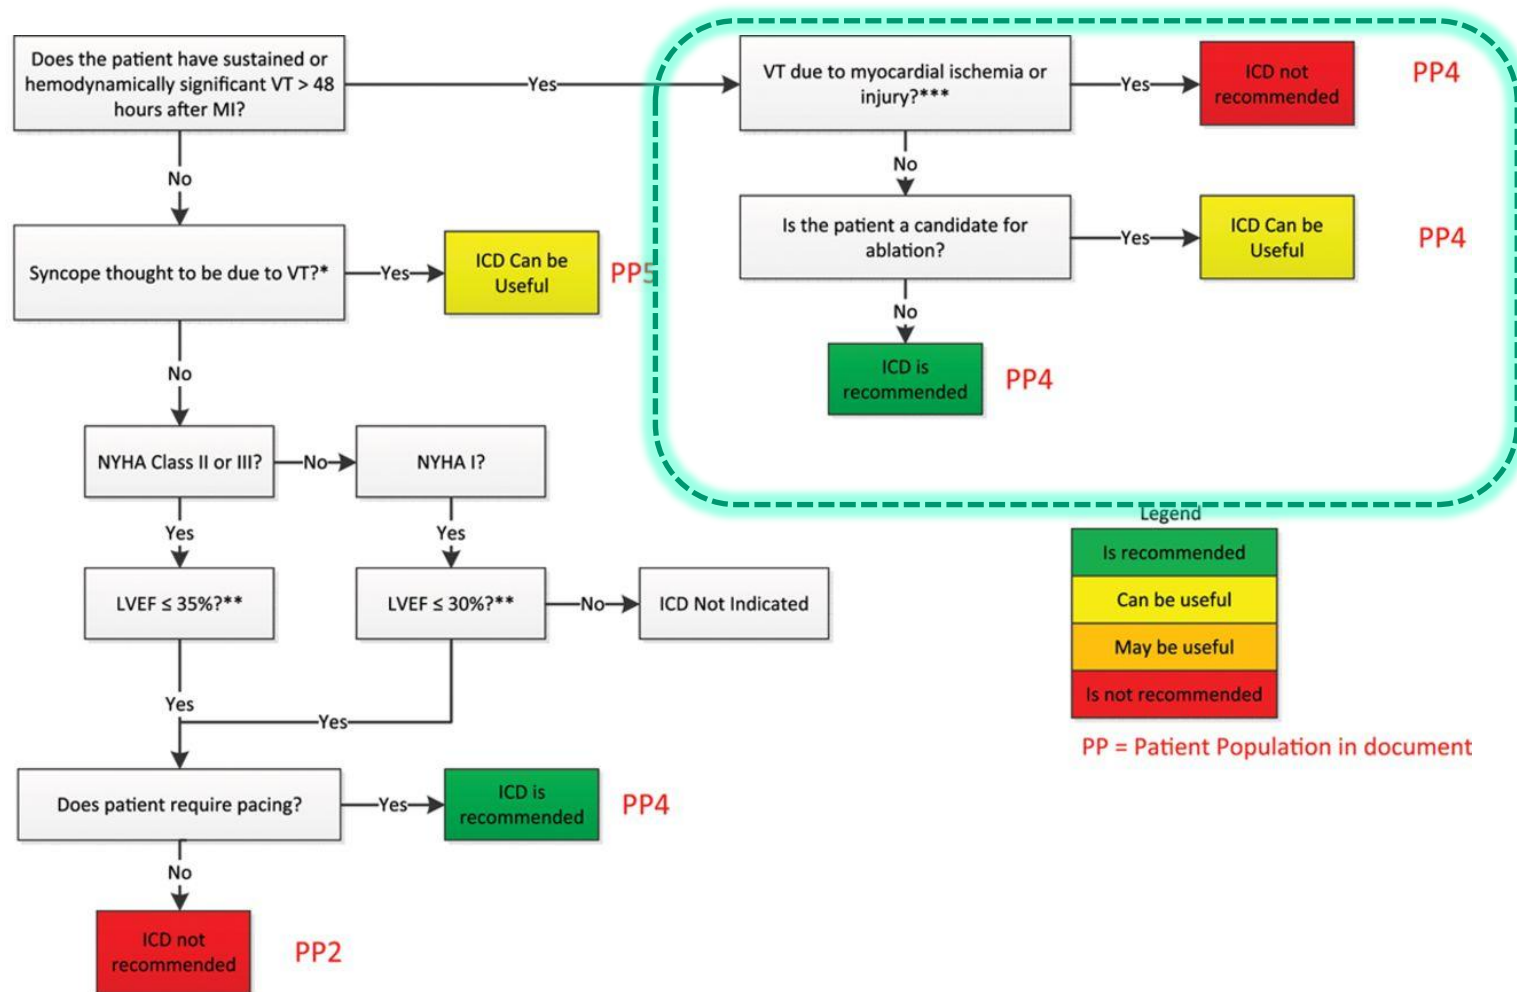 Does the patient have sustained or
hemodynamically significant VT > 48
hours after MI?
Yes
VT due to myocardial ischemia or
injury?***
Yes
ICD not
recommended
PP4
No
No
Is the patient a candidate for
ablation?
Yes
ICD Can be
Useful
PP4
Syncope thought to be due to VT?*
Yes
ICD Can be
Useful
PP5
No
ICD is
recommended
PP4
No
NYHA Class II or III?
No
NYHA I?
Yes
Yes
LVEF ≤ 35%?**
LVEF ≤ 30%?**
No
ICD Not Indicated
Legend
Is recommended
Can be useful
May be useful
Is not recommended
PP = Patient Population in document
Yes
Yes
Does patient require pacing?
Yes
ICD is
recommended
PP4
No
ICD not
recommended
PP2